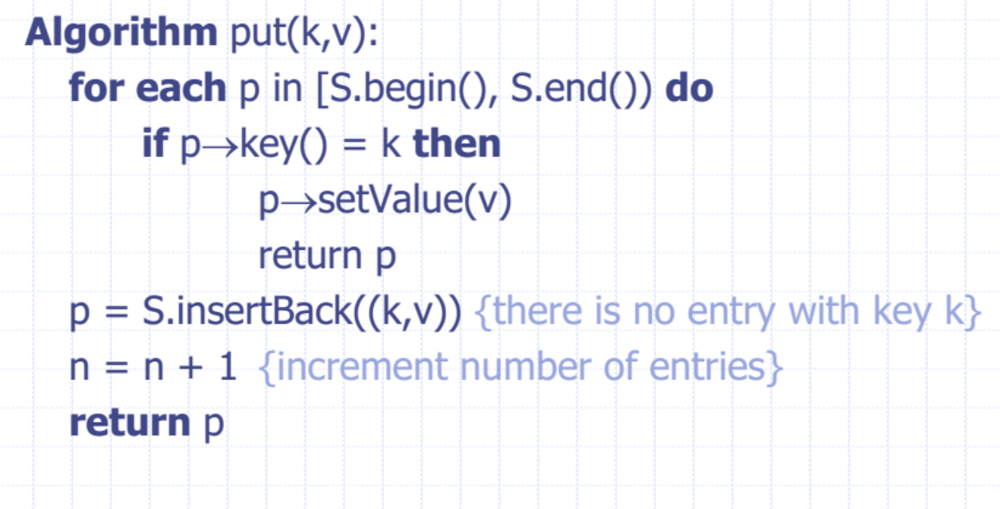 Algorithm put(k,v):
for each p in [S.begin(), S.end()) do
if p→key() = k then
p→setValue(v)
return p
p = S.insertBack((k,v)) {there is no entry with key k}
n = n + 1 {increment number of entries}
return p